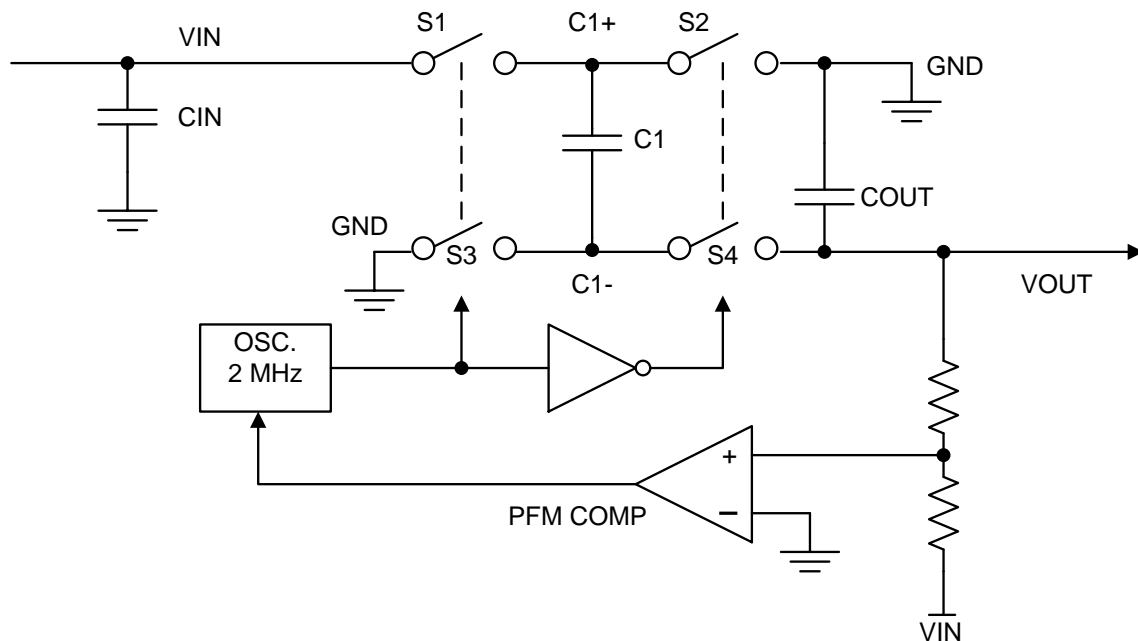 S1
C1+
S2
VIN
GND
CIN
C1
COUT
GND
S3
S4
C1-
VOUT
OSC.
2 MHz
+
−
PFM COMP
VIN